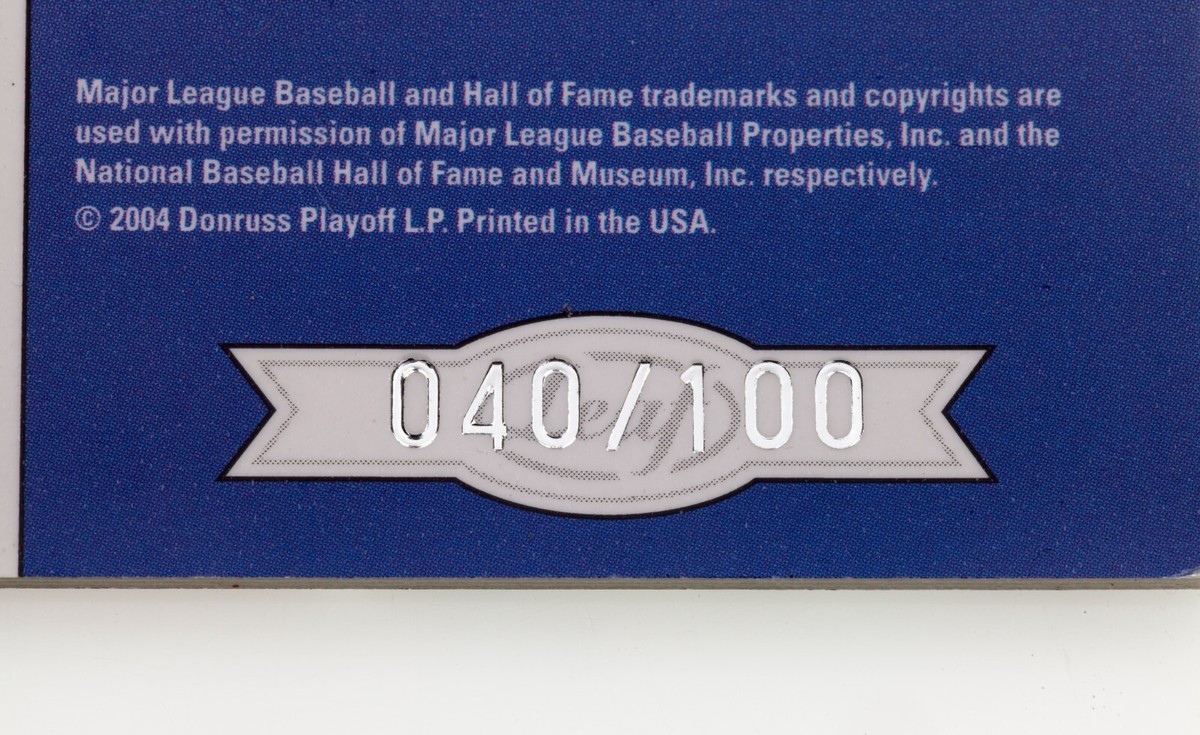 Major League Baseball and Hall of Fame trademarks and copyrights are
used with permission of Major League Baseball Properties, Inc. and the
National Baseball Hall of Fame and Museum, Inc. respectively.
© 2004 Donruss Playoff L.P. Printed in the USA.
040/100